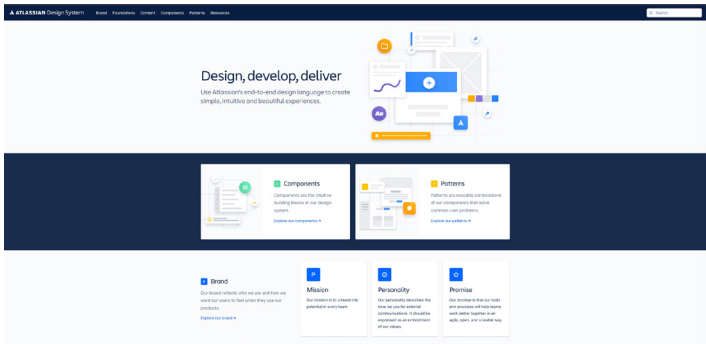 ATLASSIAN Design System Brand Foundations Content Components Patterns Resources Search
Design, develop, deliver
Use Atlassian's end-to-end design language to create
simple, intuitive and beautiful experiences.
Aa
Components
Components are the intuitive
building blocks of our design
system.
Explore our components →
Patterns
Patterns are reusable combinations
of our components that solve
common user problems.
Explore our patterns →
Brand
Our brand reflects who we are and how we
want our users to feel when they use our
products.
Explore our brand →
Mission
Our mission is to unleash the
potential in every team.
Personality
Our personality describes the
tone we use for external
communications. It should be
expressed as an embodiment
of our values.
Promise
Our promise is that our tools
and practices will help teams
work better together in an
agile, open, and scalable way.